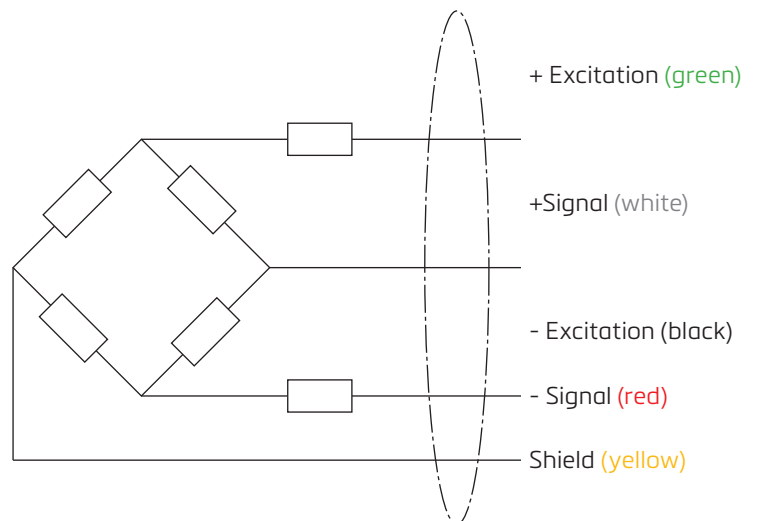 + Excitation (green)
+Signal (white)
- Excitation (black)
- Signal (red)
Shield (yellow)